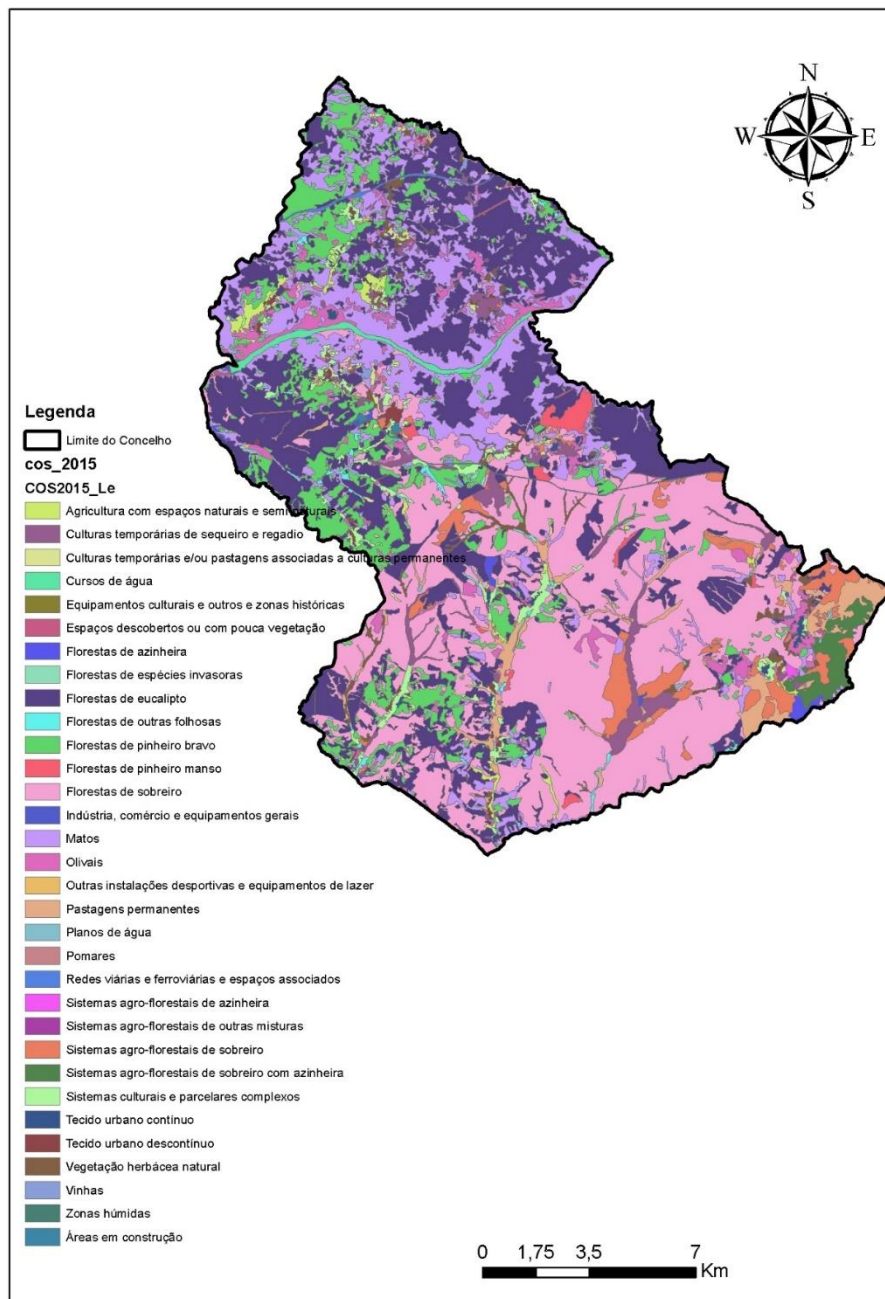 N
W
E
S
Legenda
Limite do Concelho
cos_2015
COS2015_Le
Agricultura com espaços naturais e semi naturais
Culturas temporárias de sequeiro e regadio
Culturas temporárias e/ou pastagens associadas a culturas permanentes
Cursos de água
Equipamentos culturais e outros e zonas históricas
Espaços descobertos ou com pouca vegetação
Florestas de azinheira
Florestas de espécies invasoras
Florestas de eucalipto
Florestas de outras folhosas
Florestas de pinheiro bravo
Florestas de pinheiro manso
Florestas de sobreiro
Indústria, comércio e equipamentos gerais
Matos
Olivais
Outras instalações desportivas e equipamentos de lazer
Pastagens permanentes
Planos de água
Pomares
Redes viárias e ferroviárias e espaços associados
Sistemas agro-florestais de azinheira
Sistemas agro-florestais de outras misturas
Sistemas agro-florestais de sobreiro
Sistemas agro-florestais de sobreiro com azinheira
Sistemas culturais e parcelares complexos
Tecido urbano contínuo
Tecido urbano descontínuo
Vegetação herbácea natural
Vinhas
Zonas húmidas
Áreas em construção
0 1,75 3,5 7
Km